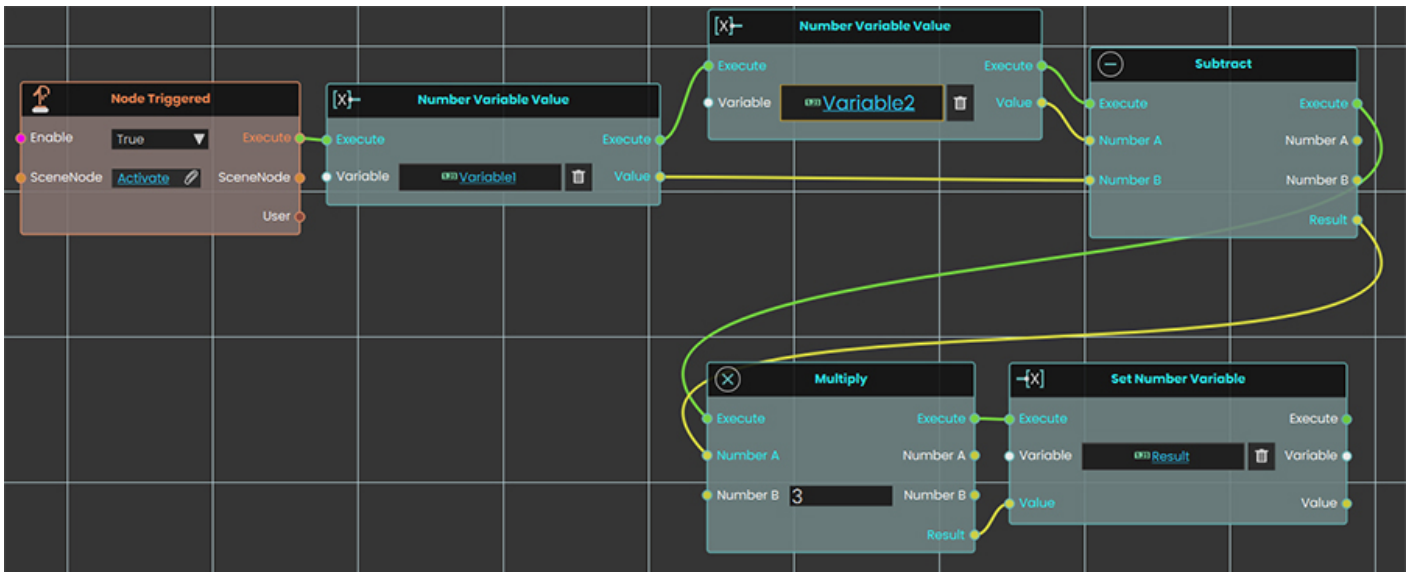 Node Triggered
Enable True Execute
SceneNode Activate SceneNode
User
[X] Number Variable Value
Execute Execute
Variable Variable1 Value
[X] Number Variable Value
Execute Execute
Variable Variable2 Value
Subtract
Execute Execute
Number A Number A
Number B Number B
Result
Multiply
Execute Execute
Number A Number A
Number B 3 Number B
Result
[X] Set Number Variable
Execute Execute
Variable Result Variable
Value Value